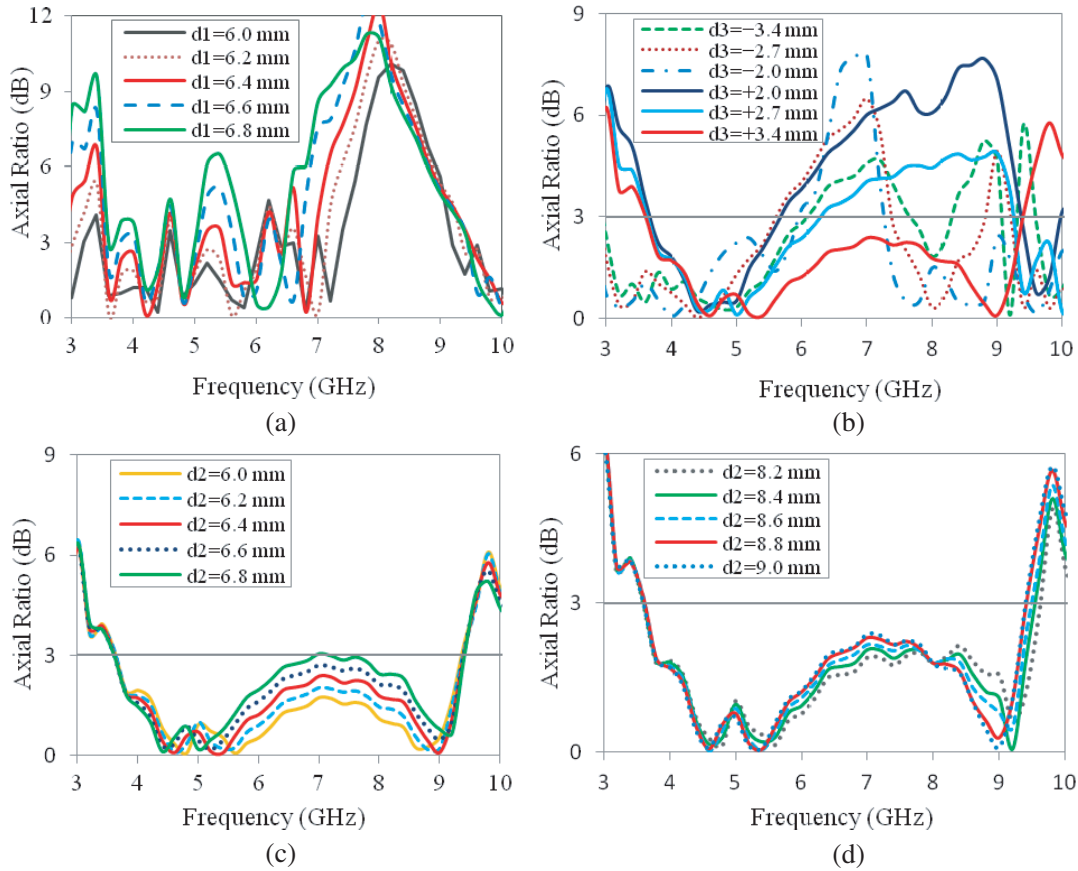 12
9
6
3
0
Axial Ratio (dB)
d1=6.0 mm
d1=6.2 mm
d1=6.4 mm
d1=6.6 mm
d1=6.8 mm
3 4 5 6 7 8 9 10
Frequency (GHz)
(a)
9
6
3
0
Axial Ratio (dB)
d3=−3.4 mm
d3=−2.7 mm
d3=−2.0 mm
d3=+2.0 mm
d3=+2.7 mm
d3=+3.4 mm
3 4 5 6 7 8 9 10
Frequency (GHz)
(b)
9
6
3
0
Axial Ratio (dB)
d2=6.0 mm
d2=6.2 mm
d2=6.4 mm
d2=6.6 mm
d2=6.8 mm
3 4 5 6 7 8 9 10
Frequency (GHz)
(c)
6
3
0
Axial Ratio (dB)
d2=8.2 mm
d2=8.4 mm
d2=8.6 mm
d2=8.8 mm
d2=9.0 mm
3 4 5 6 7 8 9 10
Frequency (GHz)
(d)